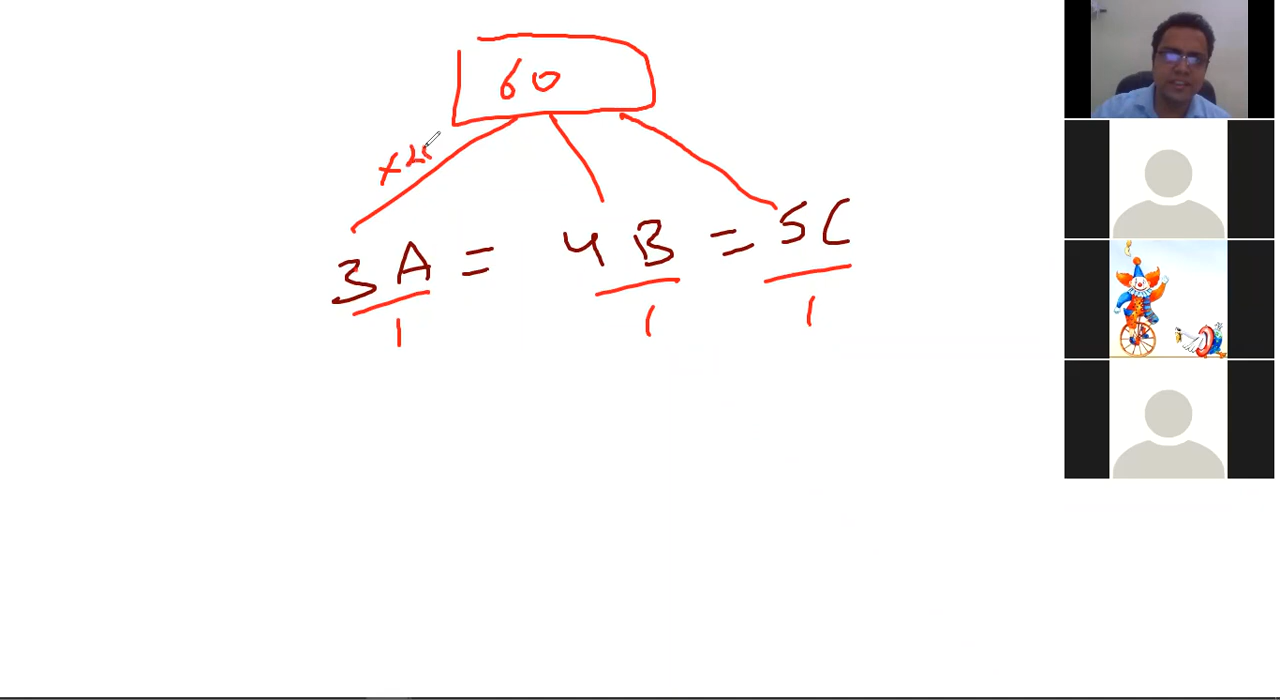 60
×20
3A = 4B = 5C
1 1 1